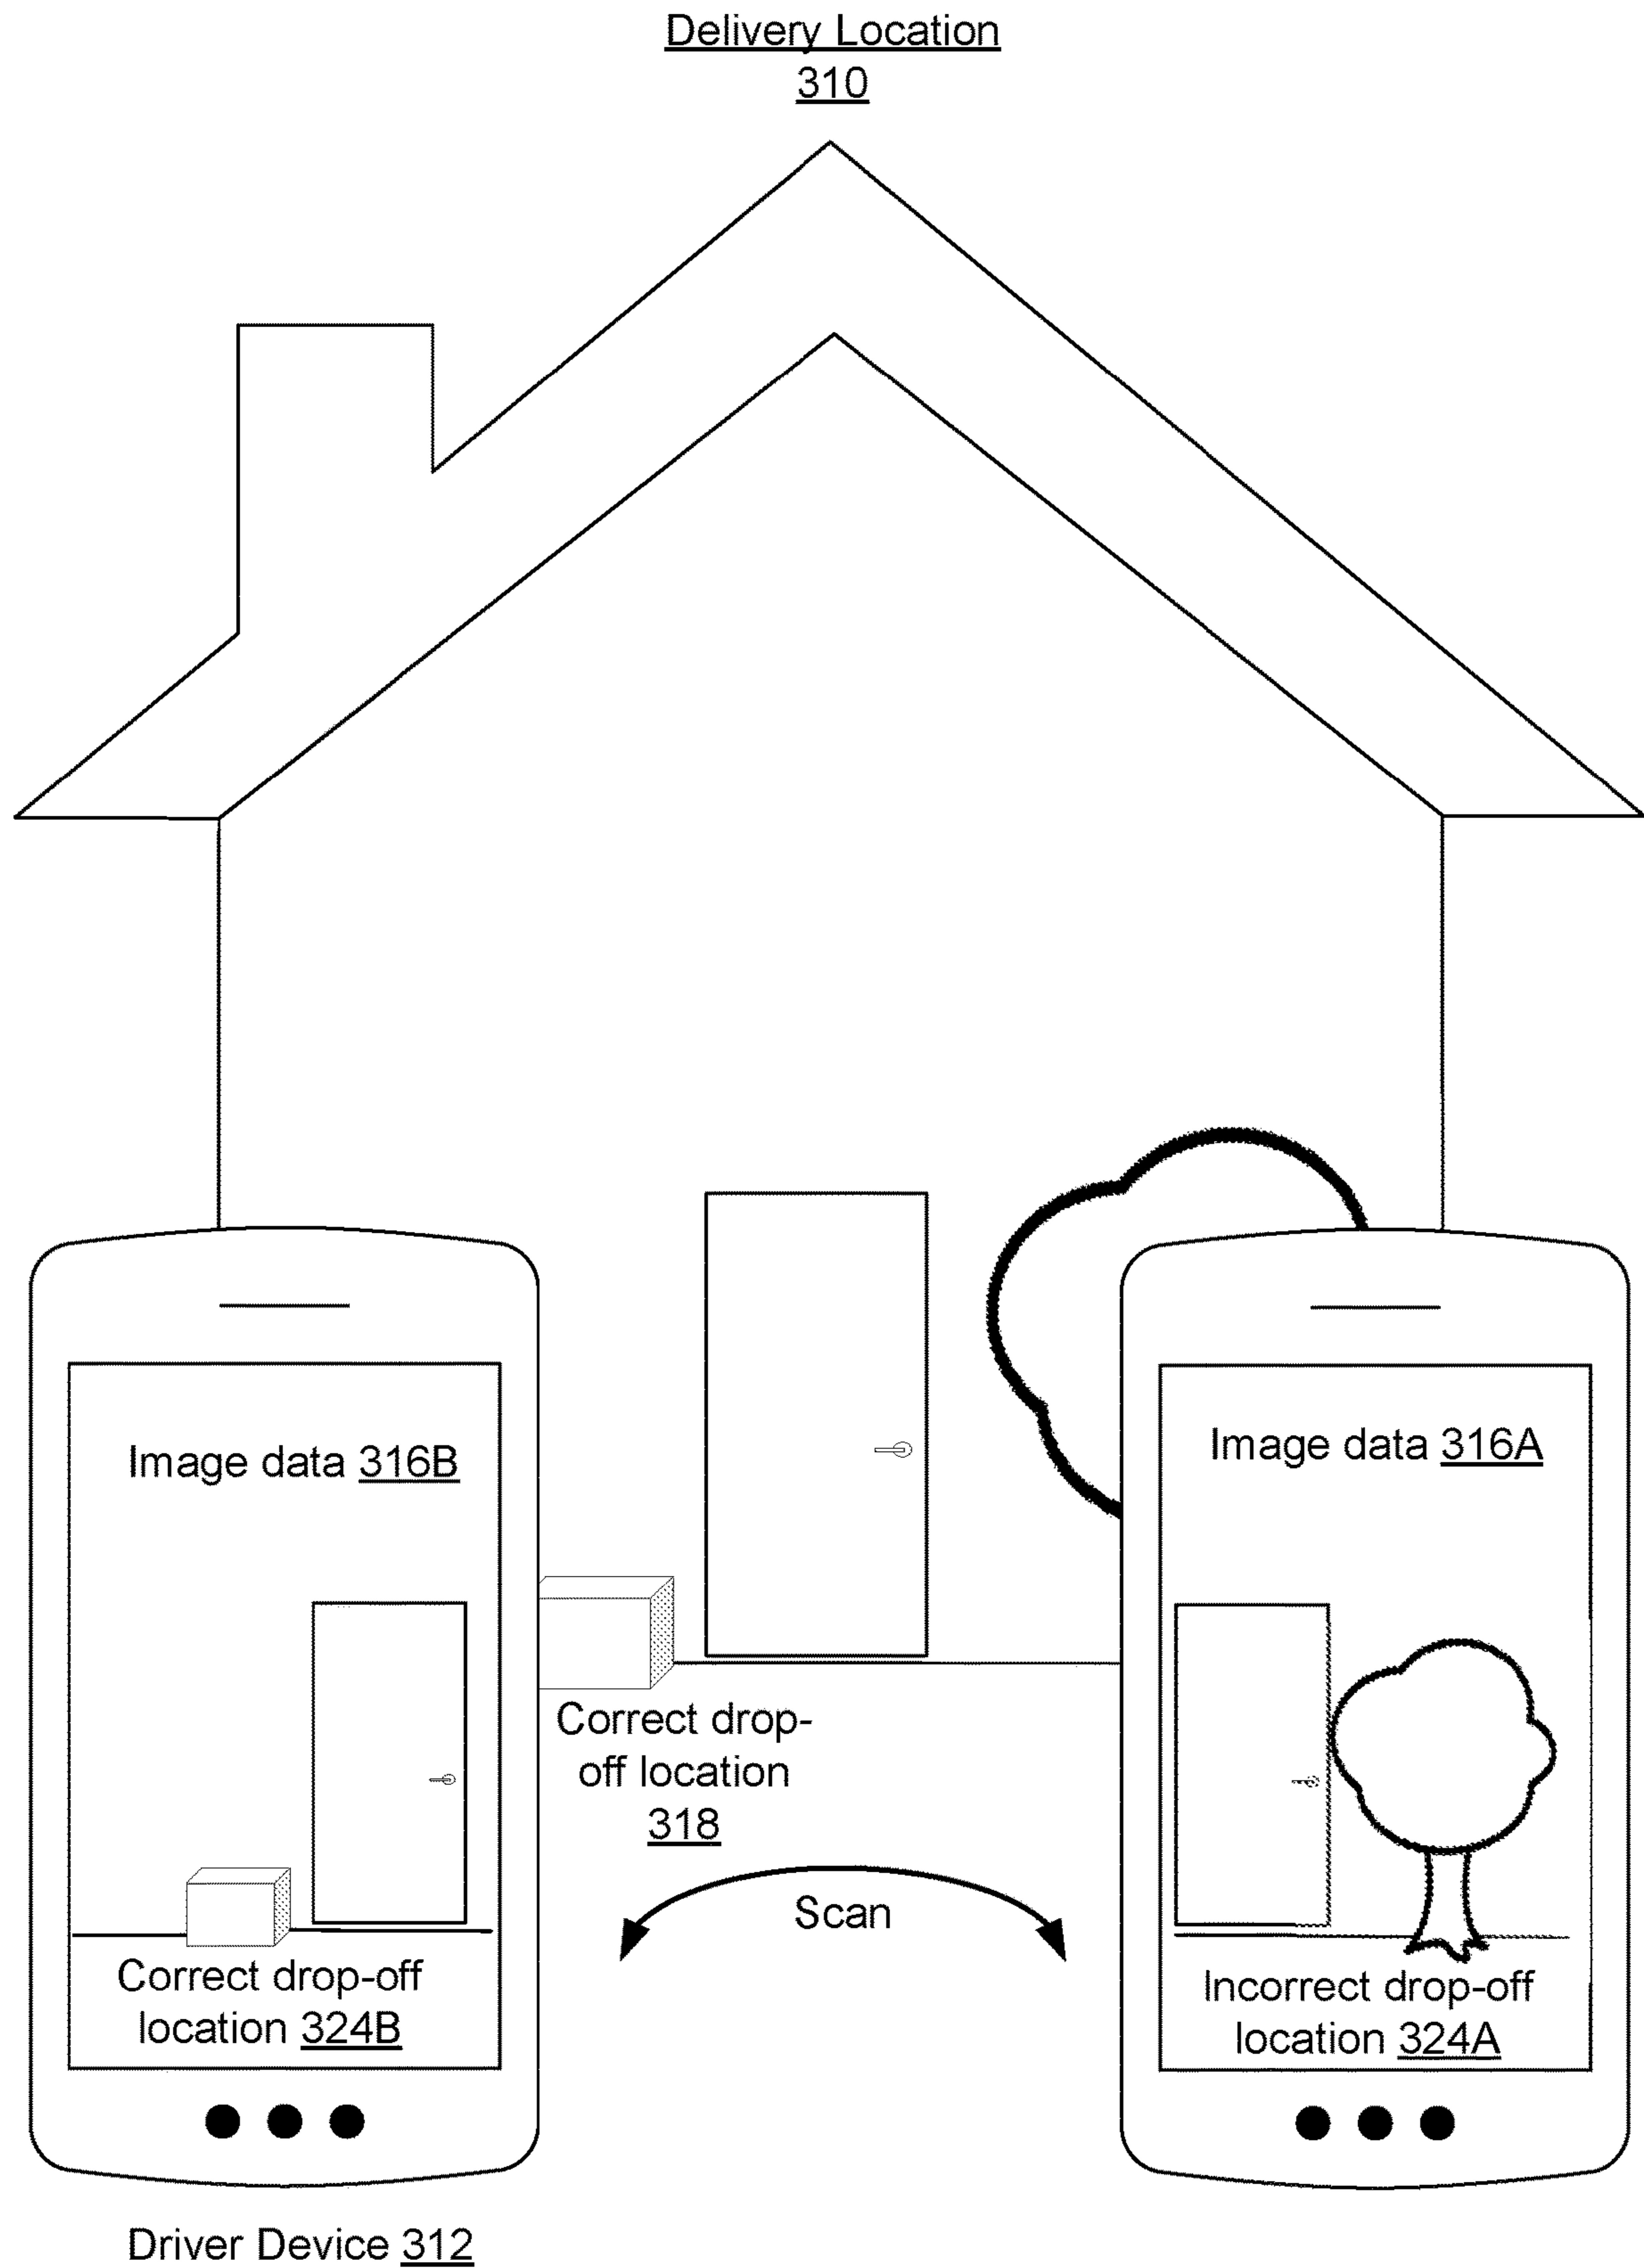 Delivery Location
310
Image data 316B
Image data 316A
Correct drop-
off location
318
Scan
Correct drop-off
location 324B
Incorrect drop-off
location 324A
Driver Device 312